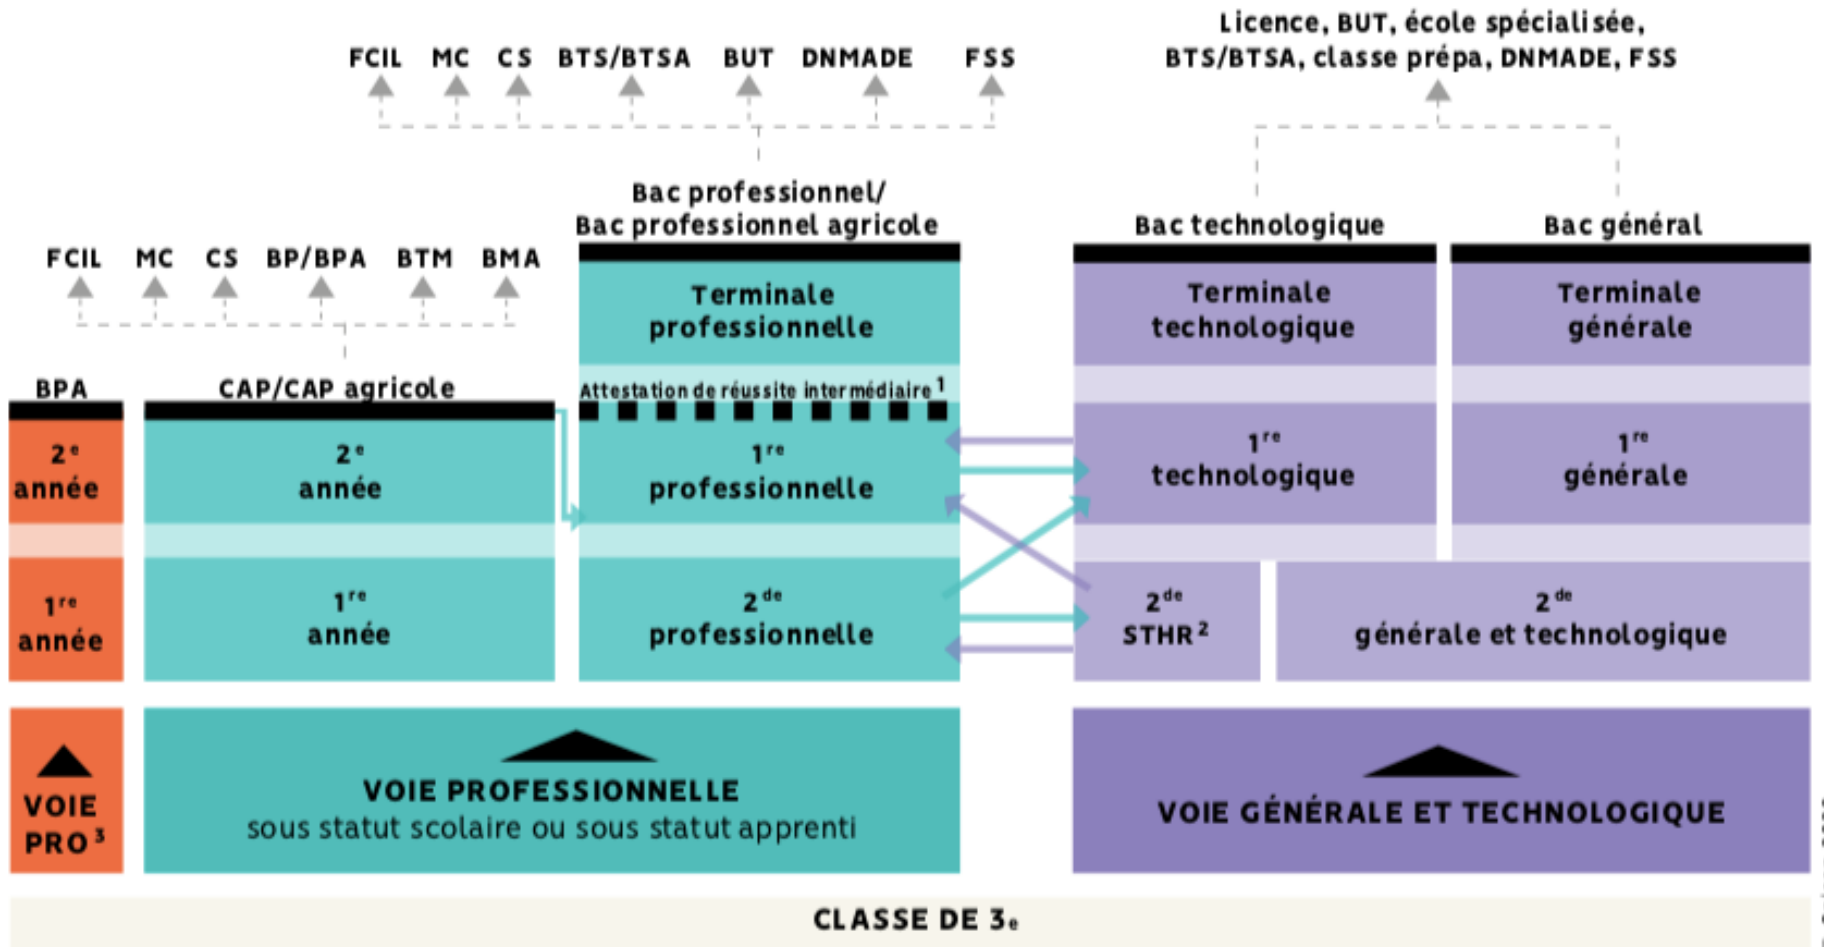 Licence, BUT, école spécialisée,
BTS/BTSA, classe prépa, DNMADE, FSS
FCIL MC CS BTS/BTSA BUT DNMADE FSS
Bac professionnel/
Bac professionnel agricole
Bac technologique
Bac général
FCIL MC CS BP/BPA BTM BMA
Terminale
professionnelle
Terminale
technologique
Terminale
générale
BPA
CAP/CAP agricole
Attestation de réussite intermédiaire 1
2e
année
2e
année
1re
professionnelle
1re
technologique
1re
générale
1re
année
1re
année
2de
professionnelle
2de
STHR 2
2de
générale et technologique
VOIE
PRO 3
VOIE PROFESSIONNELLE
sous statut scolaire ou sous statut apprenti
VOIE GÉNÉRALE ET TECHNOLOGIQUE
CLASSE DE 3e